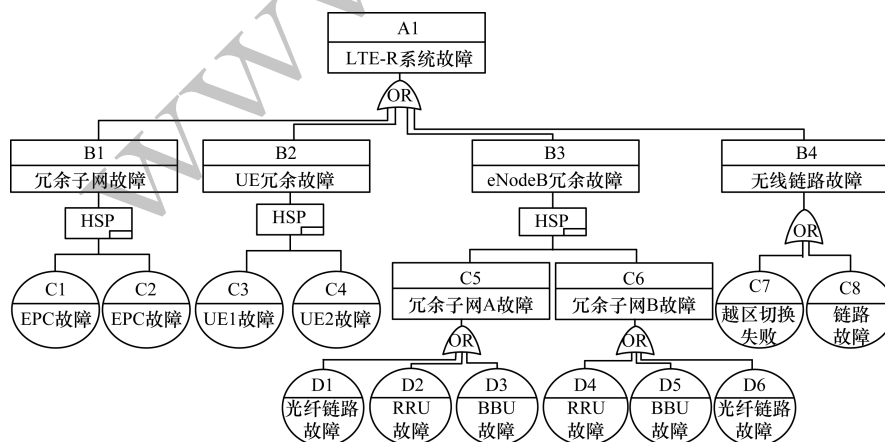 A1
LTE-R系统故障
OR
B1
冗余子网故障
B2
UE冗余故障
B3
eNodeB冗余故障
B4
无线链路故障
HSP
HSP
HSP
OR
C1
EPC故障
C2
EPC故障
C3
UE1故障
C4
UE2故障
C5
冗余子网A故障
C6
冗余子网B故障
C7
越区切换
失败
C8
链路
故障
OR
OR
D1
光纤链路
故障
D2
RRU
故障
D3
BBU
故障
D4
RRU
故障
D5
BBU
故障
D6
光纤链路
故障
www